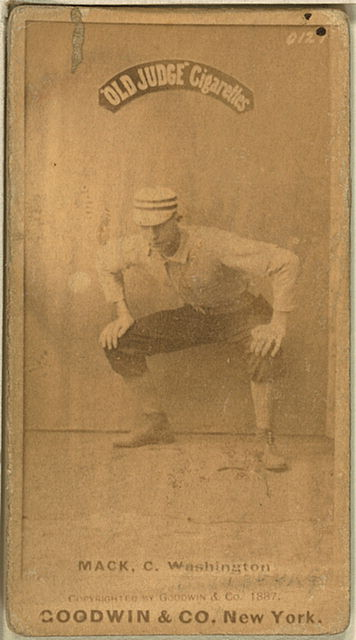 "OLD JUDGE" Cigarettes
MACK, C. Washington
COPYRIGHTED BY GOODWIN & CO. 1887.
GOODWIN & CO. New York.